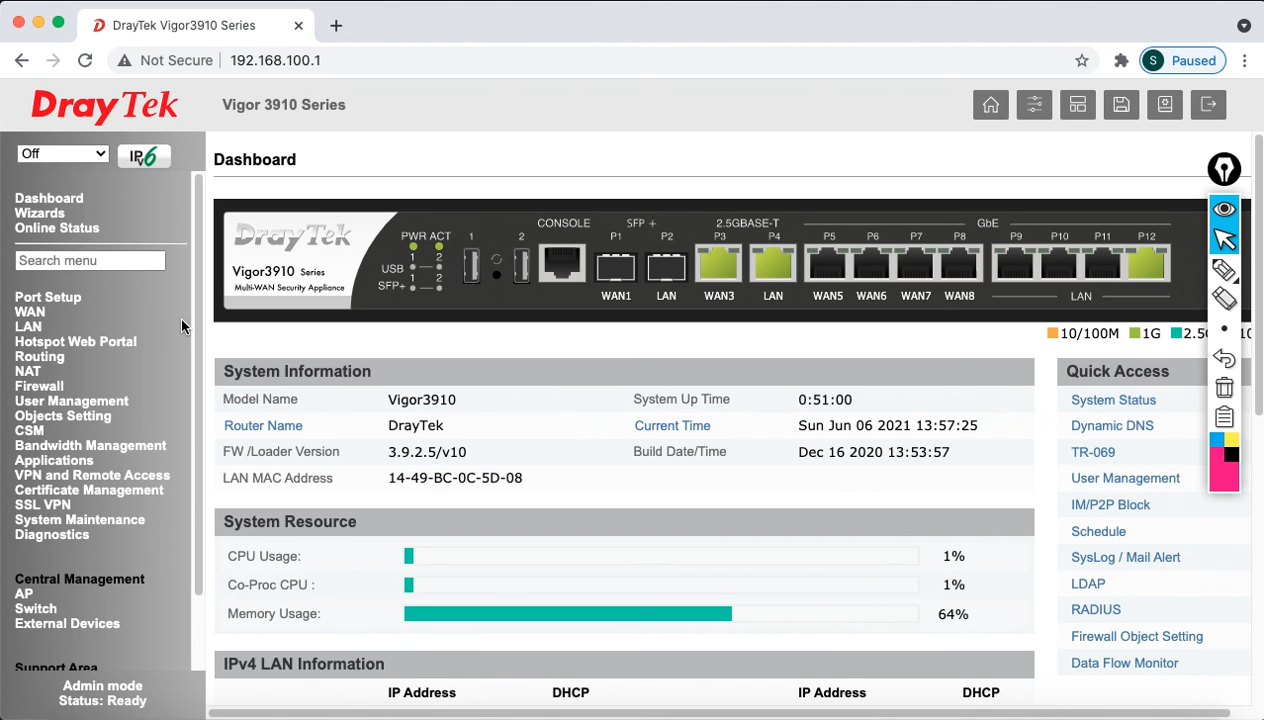 DrayTek Vigor3910 Series
Not Secure 192.168.100.1
S Paused
DrayTek Vigor 3910 Series
Off IPv6
Dashboard
Wizards
Online Status
Search menu
Port Setup
WAN
LAN
Hotspot Web Portal
Routing
NAT
Firewall
User Management
Objects Setting
CSM
Bandwidth Management
Applications
VPN and Remote Access
Certificate Management
SSL VPN
System Maintenance
Diagnostics
Central Management
AP
Switch
External Devices
Support Area
Admin mode
Status: Ready
Dashboard
DrayTek
Vigor3910 Series
Multi-WAN Security Appliance
PWR ACT
1 2
USB
1 2
SFP+
1 2
CONSOLE SFP + 2.5GBASE-T GbE
P1 P2 P3 P4 P5 P6 P7 P8 P9 P10 P11 P12
WAN1 LAN WAN3 LAN WAN5 WAN6 WAN7 WAN8 LAN
10/100M 1G
System Information
Model Name Vigor3910 System Up Time 0:51:00
Router Name DrayTek Current Time Sun Jun 06 2021 13:57:25
FW /Loader Version 3.9.2.5/v10 Build Date/Time Dec 16 2020 13:53:57
LAN MAC Address 14-49-BC-0C-5D-08
System Resource
CPU Usage: 1%
Co-Proc CPU : 1%
Memory Usage: 64%
IPv4 LAN Information
IP Address DHCP IP Address DHCP
Quick Access
System Status
Dynamic DNS
TR-069
User Management
IM/P2P Block
Schedule
SysLog / Mail Alert
LDAP
RADIUS
Firewall Object Setting
Data Flow Monitor